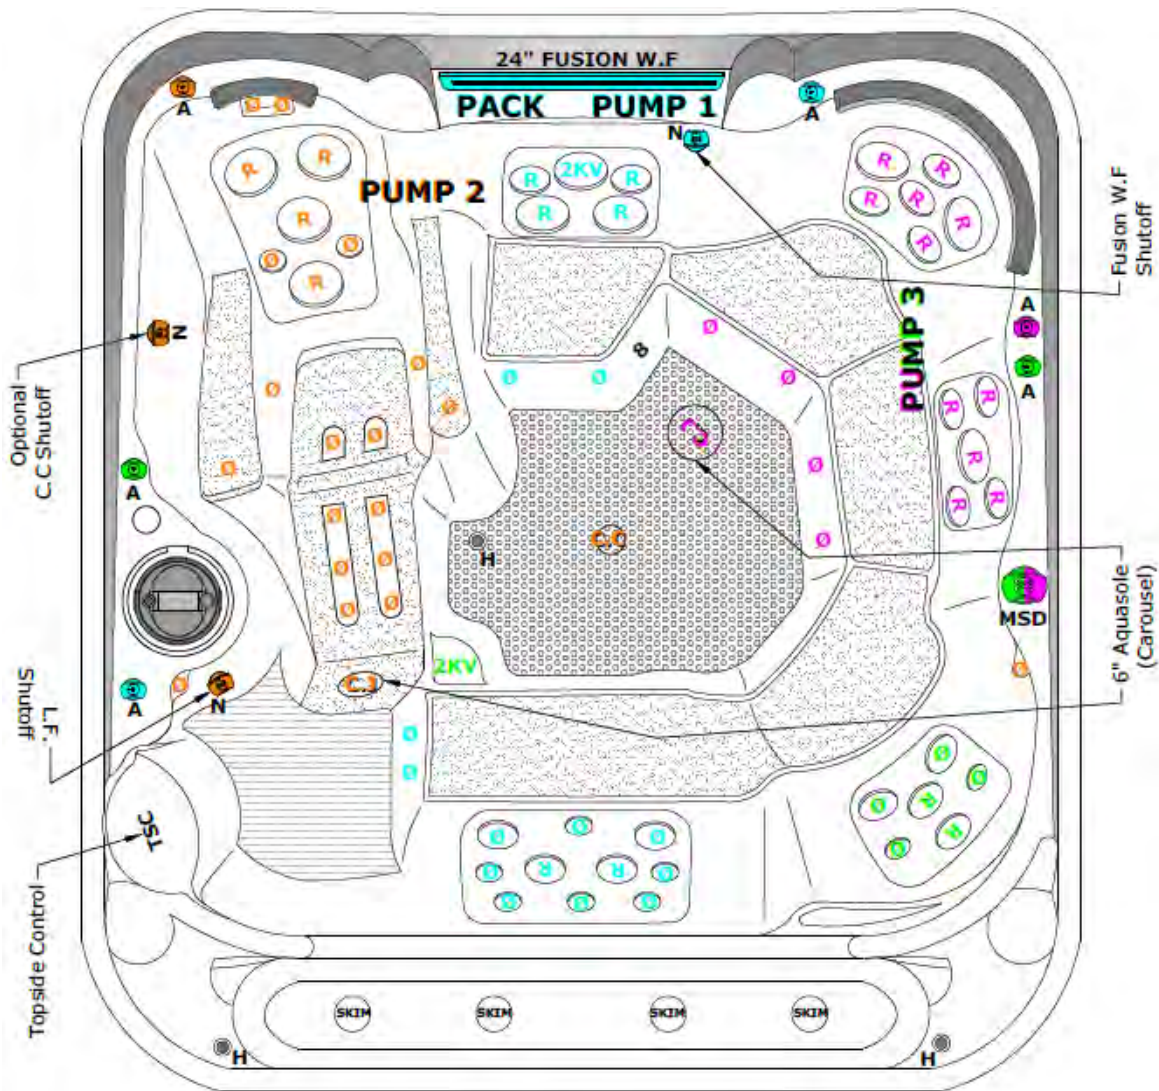 24" FUSION W.F
PACK PUMP 1
A
A
N
PUMP 2
R
R
R
R
Ø
Ø
Ø
Ø
2KV
R
R
R
R
R
R
R
R
R
R
Fusion W.F
Shutoff
N
Optional
C.C Shutoff
PUMP 3
A
A
8
Ø
Ø
Ø
Ø
Ø
Ø
Ø
Ø
Ø
Ø
R
R
R
R
R
A
Ø
Ø
Ø
Ø
Ø
Ø
Ø
Ø
H
C.C
MSD
6" Aquasole
(Carousel)
2KV
Ø
Ø
A
N
L.F.
Shutoff
Ø
Ø
TSC
Topside Control
Ø
Ø
Ø
Ø
R
R
Ø
Ø
Ø
Ø
Ø
R
R
Ø
Ø
Ø
SKIM
SKIM
SKIM
SKIM
H
H